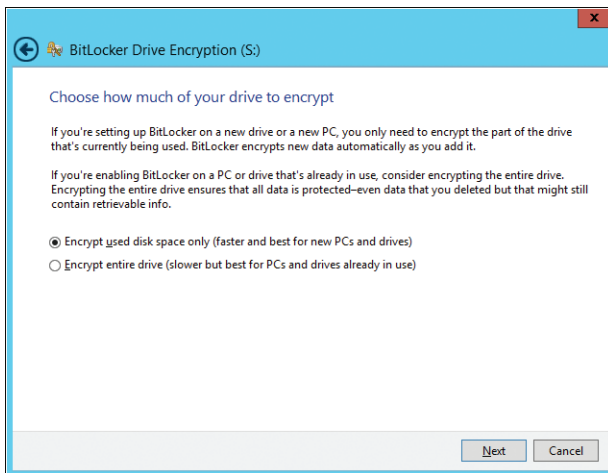 x
BitLocker Drive Encryption (S:)
Choose how much of your drive to encrypt
If you're setting up BitLocker on a new drive or a new PC, you only need to encrypt the part of the drive
that's currently being used. BitLocker encrypts new data automatically as you add it.
If you're enabling BitLocker on a PC or drive that's already in use, consider encrypting the entire drive.
Encrypting the entire drive ensures that all data is protected–even data that you deleted but that might still
contain retrievable info.
Encrypt used disk space only (faster and best for new PCs and drives)
Encrypt entire drive (slower but best for PCs and drives already in use)
Next Cancel